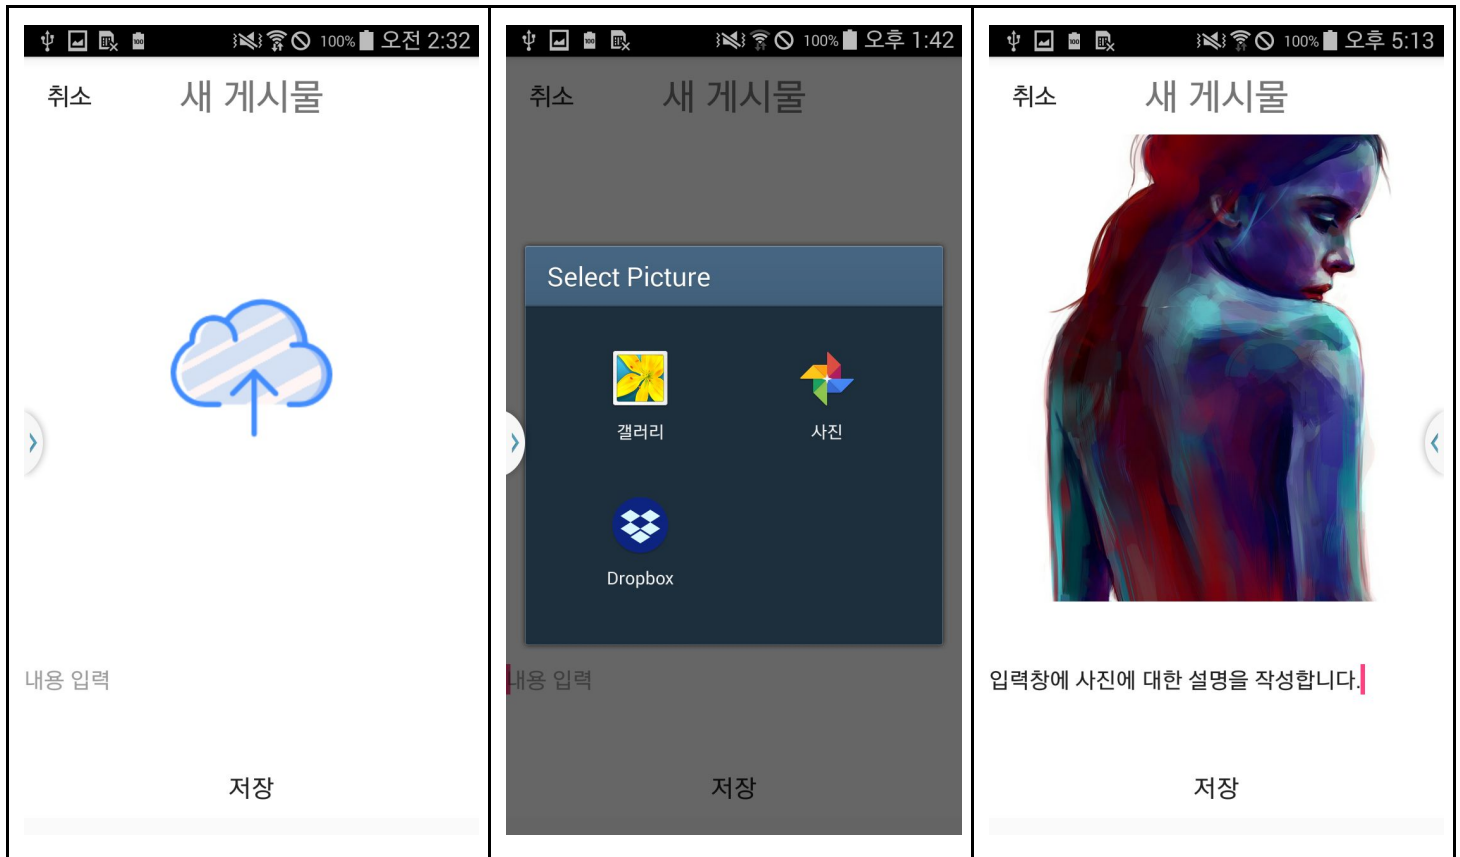 100% 오전 2:32
취소 새 게시물
내용 입력
저장
100% 오후 1:42
취소 새 게시물
Select Picture
갤러리 사진
Dropbox
내용 입력
저장
100% 오후 5:13
취소 새 게시물
입력창에 사진에 대한 설명을 작성합니다.
저장